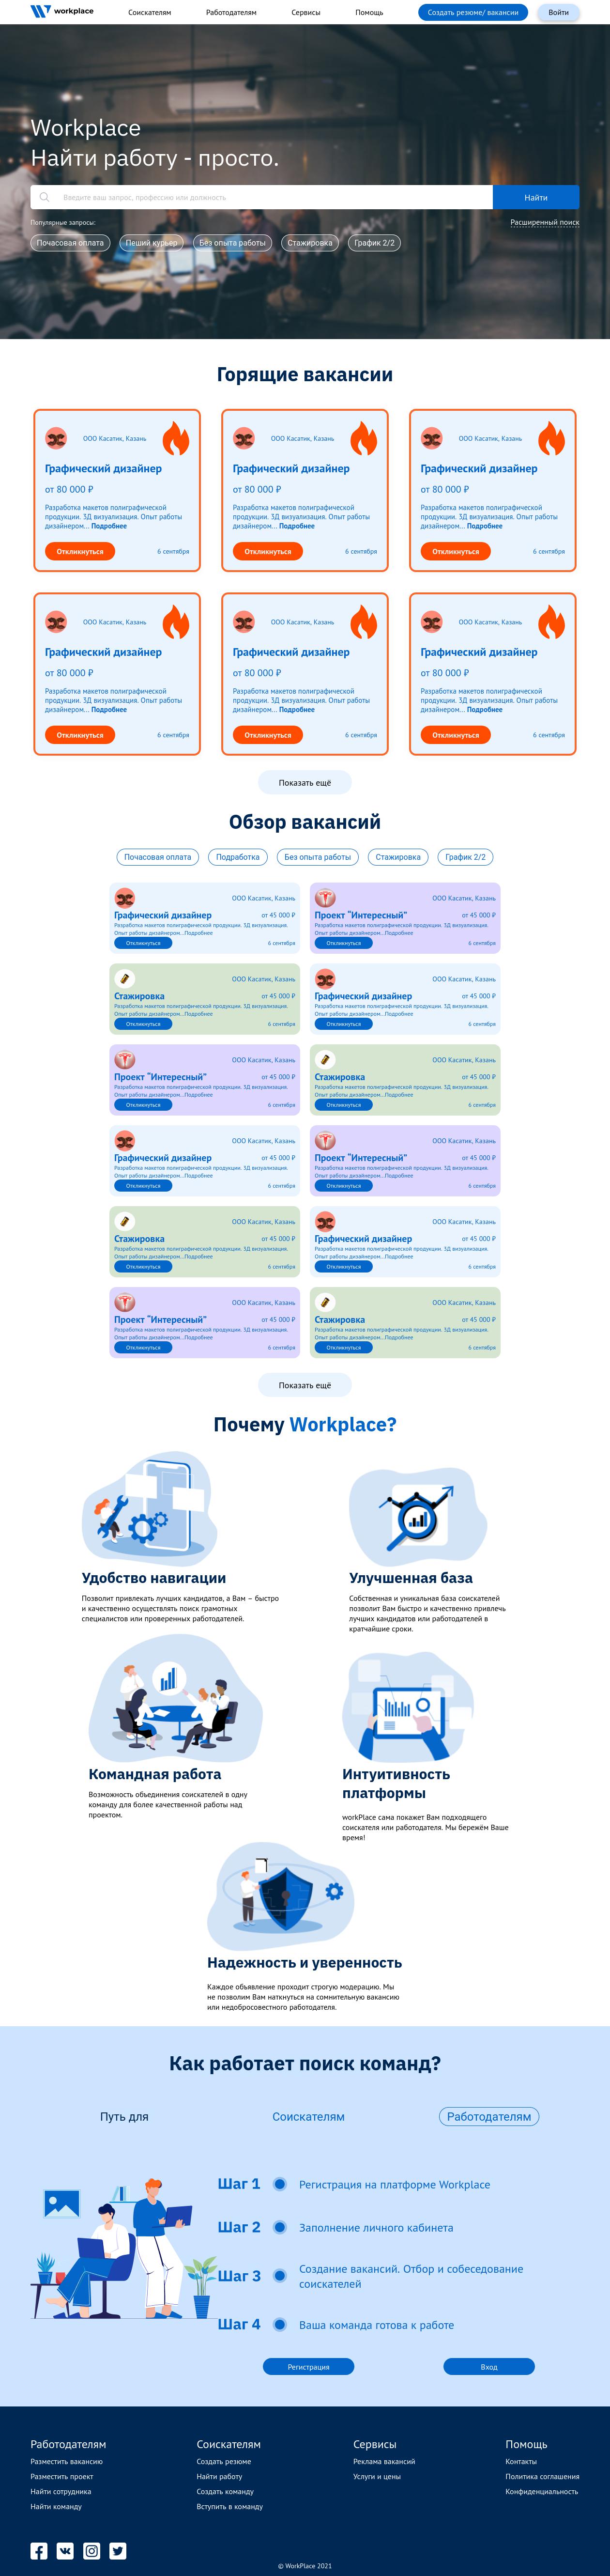 workplace
Соискателям
Работодателям
Сервисы
Помощь
Создать резюме/ вакансии
Войти
Workplace
Найти работу - просто.
Введите ваш запрос, профессию или должность
Найти
Популярные запросы:
Расширенный поиск
Почасовая оплата
Пеший курьер
Без опыта работы
Стажировка
График 2/2
Горящие вакансии
ООО Касатик, Казань
Графический дизайнер
от 80 000 ₽
Разработка макетов полиграфической
продукции. 3Д визуализация. Опыт работы
дизайнером... Подробнее
Откликнуться
6 сентября
ООО Касатик, Казань
Графический дизайнер
от 80 000 ₽
Разработка макетов полиграфической
продукции. 3Д визуализация. Опыт работы
дизайнером... Подробнее
Откликнуться
6 сентября
ООО Касатик, Казань
Графический дизайнер
от 80 000 ₽
Разработка макетов полиграфической
продукции. 3Д визуализация. Опыт работы
дизайнером... Подробнее
Откликнуться
6 сентября
ООО Касатик, Казань
Графический дизайнер
от 80 000 ₽
Разработка макетов полиграфической
продукции. 3Д визуализация. Опыт работы
дизайнером... Подробнее
Откликнуться
6 сентября
ООО Касатик, Казань
Графический дизайнер
от 80 000 ₽
Разработка макетов полиграфической
продукции. 3Д визуализация. Опыт работы
дизайнером... Подробнее
Откликнуться
6 сентября
ООО Касатик, Казань
Графический дизайнер
от 80 000 ₽
Разработка макетов полиграфической
продукции. 3Д визуализация. Опыт работы
дизайнером... Подробнее
Откликнуться
6 сентября
Показать ещё
Обзор вакансий
Почасовая оплата
Подработка
Без опыта работы
Стажировка
График 2/2
ООО Касатик, Казань
Графический дизайнер
от 45 000 ₽
Разработка макетов полиграфической продукции. 3Д визуализация.
Опыт работы дизайнером...Подробнее
Откликнуться
6 сентября
ООО Касатик, Казань
Проект "Интересный"
от 45 000 ₽
Разработка макетов полиграфической продукции. 3Д визуализация.
Опыт работы дизайнером...Подробнее
Откликнуться
6 сентября
ООО Касатик, Казань
Стажировка
от 45 000 ₽
Разработка макетов полиграфической продукции. 3Д визуализация.
Опыт работы дизайнером...Подробнее
Откликнуться
6 сентября
ООО Касатик, Казань
Графический дизайнер
от 45 000 ₽
Разработка макетов полиграфической продукции. 3Д визуализация.
Опыт работы дизайнером...Подробнее
Откликнуться
6 сентября
ООО Касатик, Казань
Проект "Интересный"
от 45 000 ₽
Разработка макетов полиграфической продукции. 3Д визуализация.
Опыт работы дизайнером...Подробнее
Откликнуться
6 сентября
ООО Касатик, Казань
Стажировка
от 45 000 ₽
Разработка макетов полиграфической продукции. 3Д визуализация.
Опыт работы дизайнером...Подробнее
Откликнуться
6 сентября
ООО Касатик, Казань
Графический дизайнер
от 45 000 ₽
Разработка макетов полиграфической продукции. 3Д визуализация.
Опыт работы дизайнером...Подробнее
Откликнуться
6 сентября
ООО Касатик, Казань
Проект "Интересный"
от 45 000 ₽
Разработка макетов полиграфической продукции. 3Д визуализация.
Опыт работы дизайнером...Подробнее
Откликнуться
6 сентября
ООО Касатик, Казань
Стажировка
от 45 000 ₽
Разработка макетов полиграфической продукции. 3Д визуализация.
Опыт работы дизайнером...Подробнее
Откликнуться
6 сентября
ООО Касатик, Казань
Графический дизайнер
от 45 000 ₽
Разработка макетов полиграфической продукции. 3Д визуализация.
Опыт работы дизайнером...Подробнее
Откликнуться
6 сентября
ООО Касатик, Казань
Проект "Интересный"
от 45 000 ₽
Разработка макетов полиграфической продукции. 3Д визуализация.
Опыт работы дизайнером...Подробнее
Откликнуться
6 сентября
ООО Касатик, Казань
Стажировка
от 45 000 ₽
Разработка макетов полиграфической продукции. 3Д визуализация.
Опыт работы дизайнером...Подробнее
Откликнуться
6 сентября
Показать ещё
Почему Workplace?
Удобство навигации
Позволит привлекать лучших кандидатов, а Вам – быстро
и качественно осуществлять поиск грамотных
специалистов или проверенных работодателей.
Улучшенная база
Собственная и уникальная база соискателей
позволит Вам быстро и качественно привлечь
лучших кандидатов или работодателей в
кратчайшие сроки.
Командная работа
Возможность объединения соискателей в одну
команду для более качественной работы над
проектом.
Интуитивность
платформы
workPlace сама покажет Вам подходящего
соискателя или работодателя. Мы бережём Ваше
время!
Надежность и уверенность
Каждое объявление проходит строгую модерацию. Мы
не позволим Вам наткнуться на сомнительную вакансию
или недобросовестного работодателя.
Как работает поиск команд?
Путь для
Соискателям
Работодателям
Шаг 1
Регистрация на платформе Workplace
Шаг 2
Заполнение личного кабинета
Шаг 3
Создание вакансий. Отбор и собеседование
соискателей
Шаг 4
Ваша команда готова к работе
Регистрация
Вход
Работодателям
Разместить вакансию
Разместить проект
Найти сотрудника
Найти команду
Соискателям
Создать резюме
Найти работу
Создать команду
Вступить в команду
Сервисы
Реклама вакансий
Услуги и цены
Помощь
Контакты
Политика соглашения
Конфиденциальность
© WorkPlace 2021